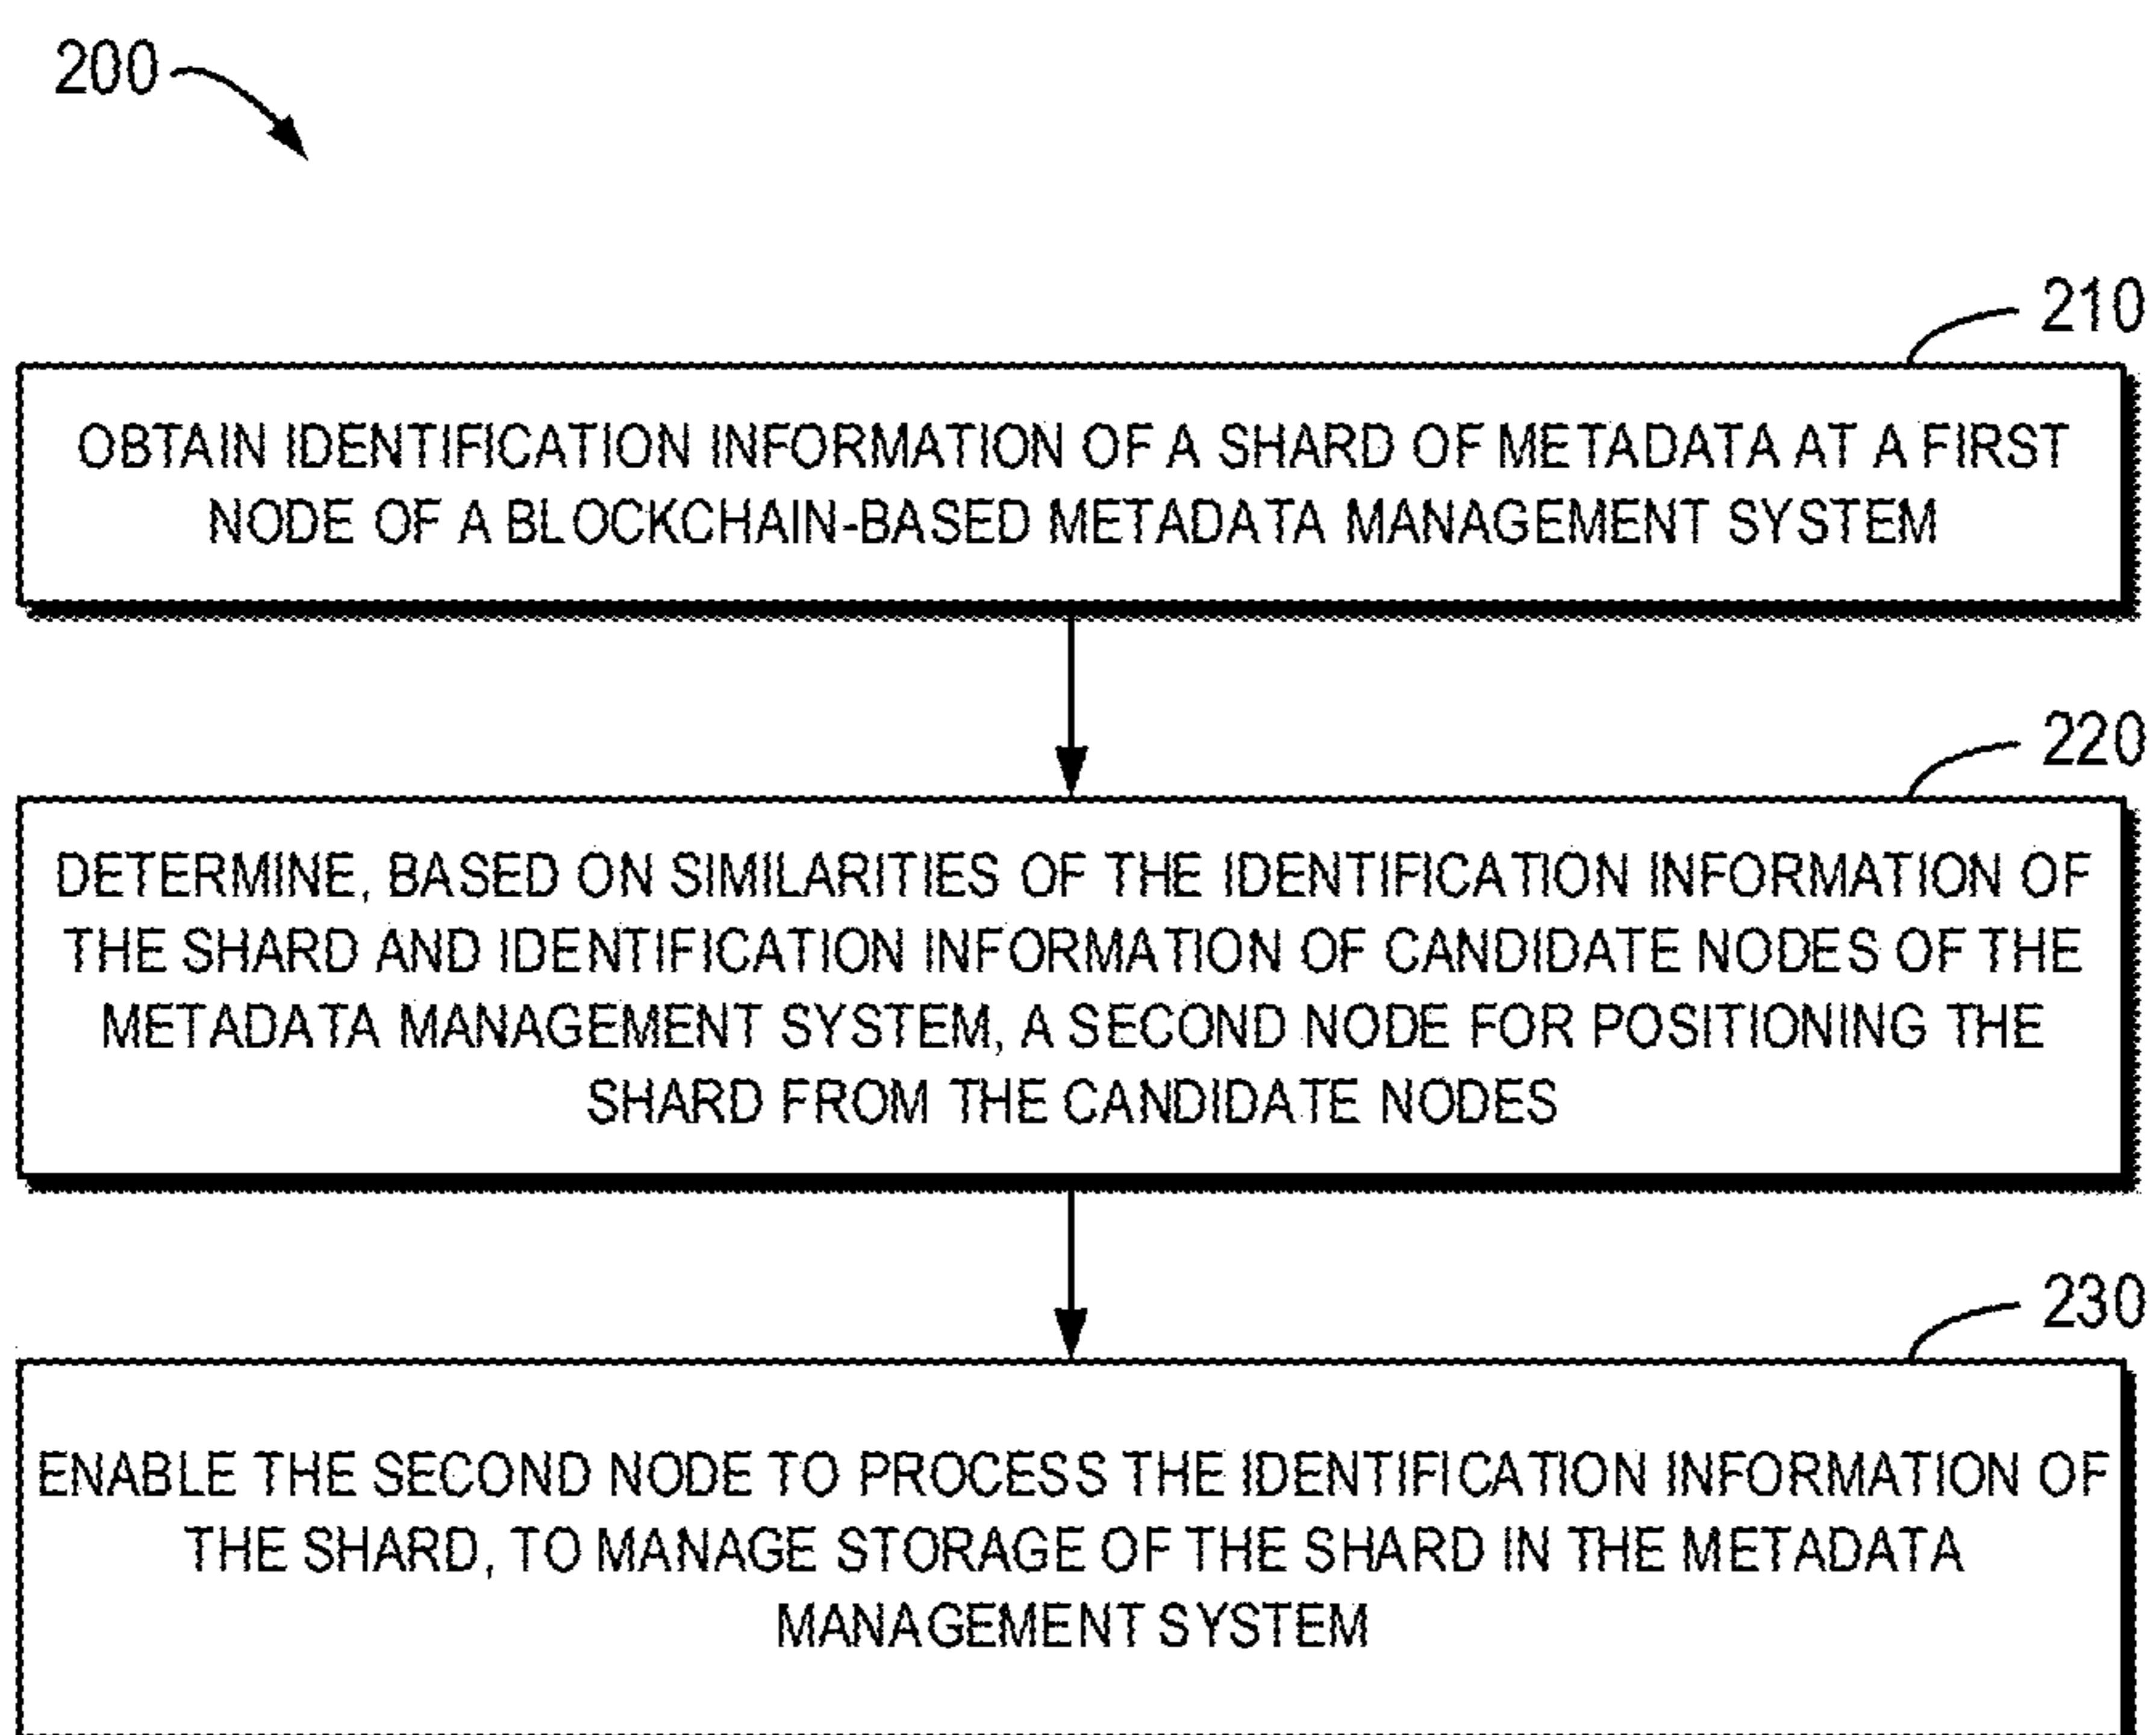 200
210
OBTAIN IDENTIFICATION INFORMATION OF A SHARD OF METADATA AT A FIRST
NODE OF A BLOCKCHAIN-BASED METADATA MANAGEMENT SYSTEM
220
DETERMINE, BASED ON SIMILARITIES OF THE IDENTIFICATION INFORMATION OF
THE SHARD AND IDENTIFICATION INFORMATION OF CANDIDATE NODES OF THE
METADATA MANAGEMENT SYSTEM, A SECOND NODE FOR POSITIONING THE
SHARD FROM THE CANDIDATE NODES
230
ENABLE THE SECOND NODE TO PROCESS THE IDENTIFICATION INFORMATION OF
THE SHARD, TO MANAGE STORAGE OF THE SHARD IN THE METADATA
MANAGEMENT SYSTEM